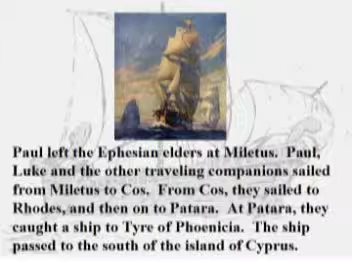 Paul left the Ephesian elders at Miletus.  Paul,
Luke and the other traveling companions sailed
from Miletus to Cos.  From Cos, they sailed to
Rhodes, and then on to Patara.  At Patara, they
caught a ship to Tyre of Phoenicia.  The ship
passed to the south of the island of Cyprus.